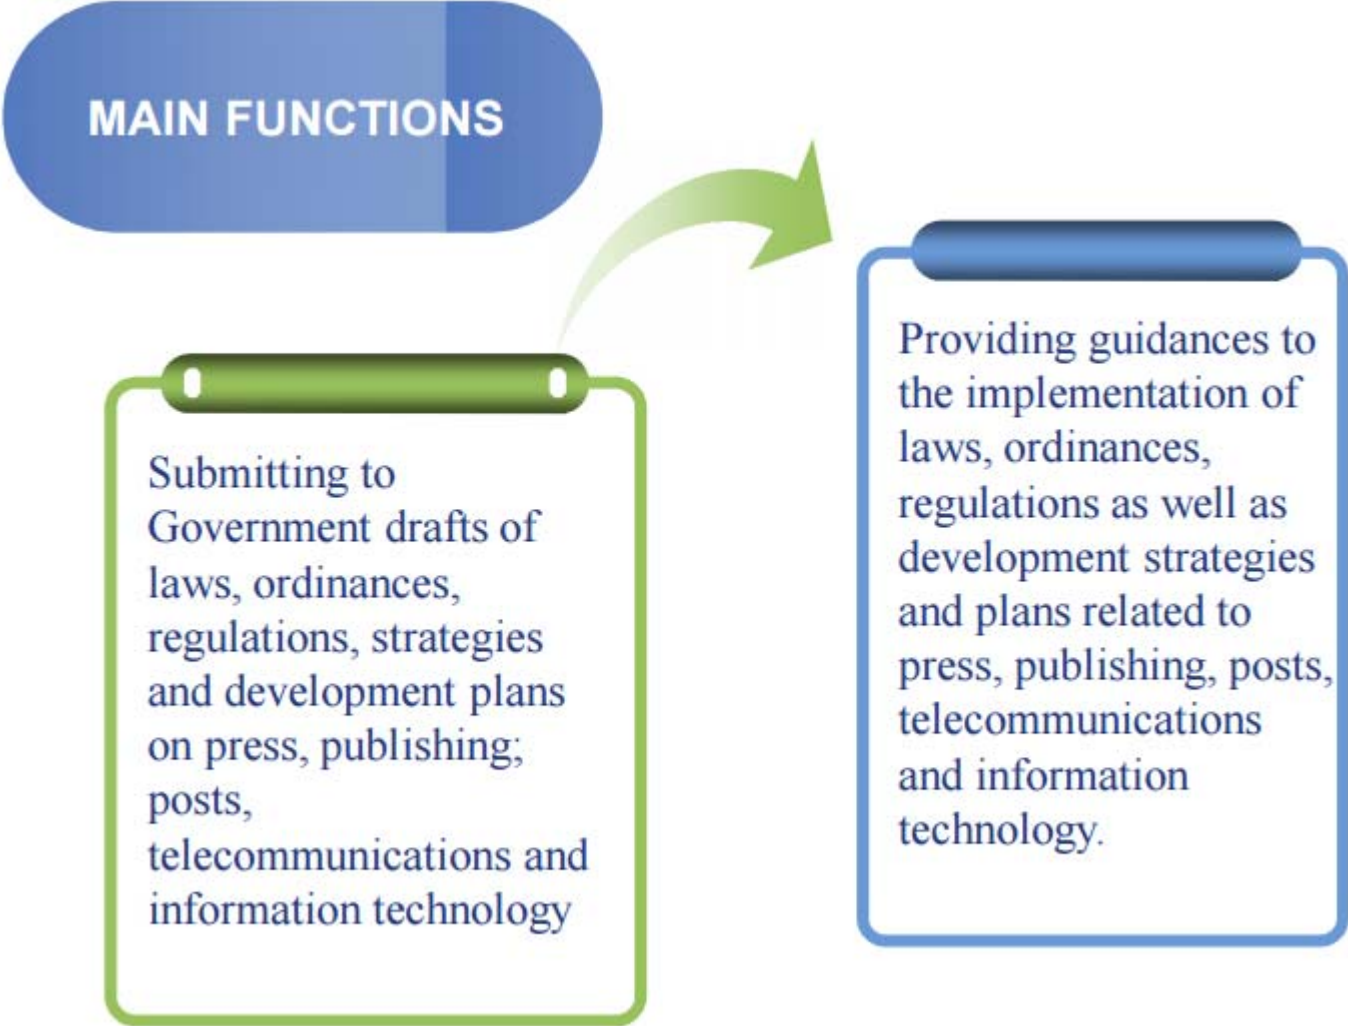 MAIN FUNCTIONS
Submitting to
Government drafts of
laws, ordinances,
regulations, strategies
and development plans
on press, publishing;
posts,
telecommunications and
information technology
Providing guidances to
the implementation of
laws, ordinances,
regulations as well as
development strategies
and plans related to
press, publishing, posts,
telecommunications
and information
technology.